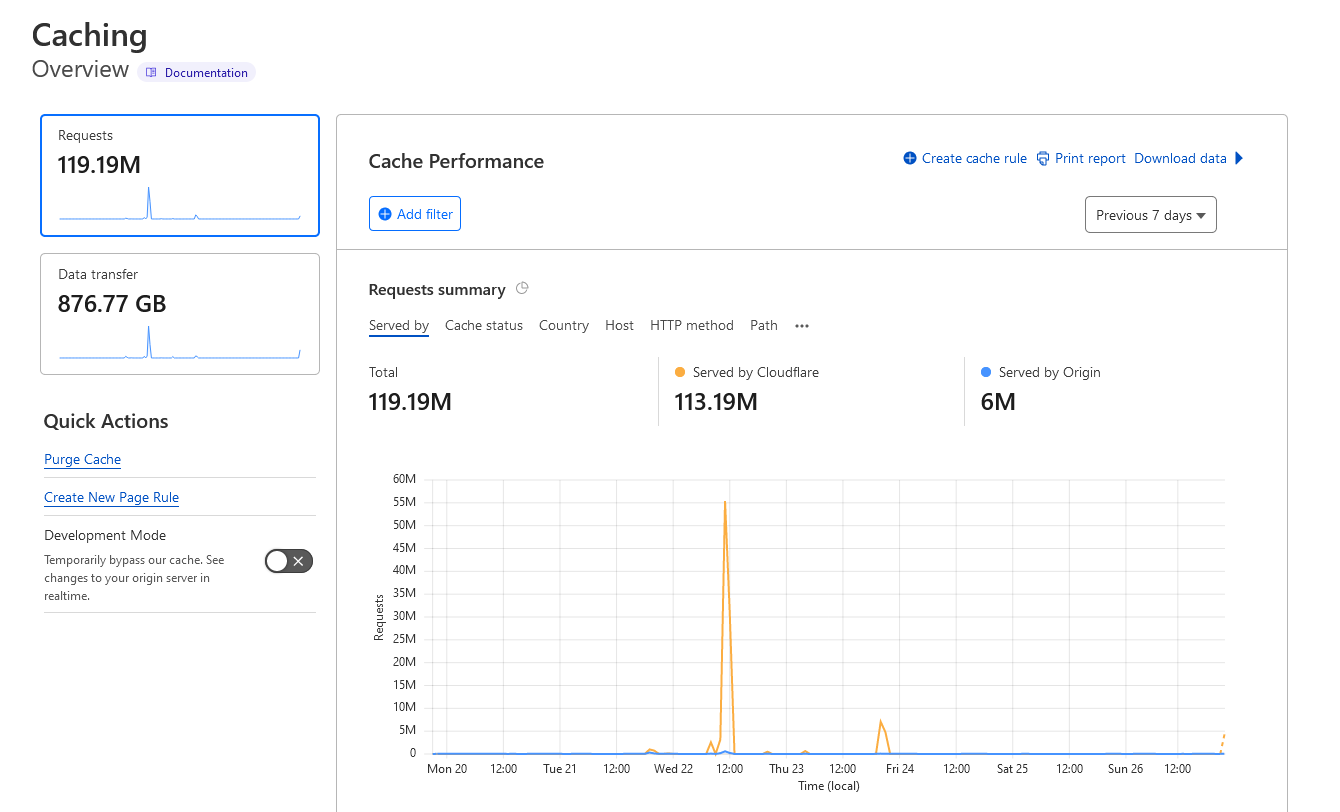 Caching
Overview Documentation
Requests
119.19M
Data transfer
876.77 GB
Quick Actions
Purge Cache
Create New Page Rule
Development Mode
Temporarily bypass our cache. See
changes to your origin server in
realtime.
Cache Performance
Create cache rule Print report Download data
Add filter
Previous 7 days
Requests summary
Served by Cache status Country Host HTTP method Path
Total
119.19M
Served by Cloudflare
113.19M
Served by Origin
6M
60M
55M
50M
45M
40M
35M
30M
25M
20M
15M
10M
5M
0
Requests
Mon 20 12:00 Tue 21 12:00 Wed 22 12:00 Thu 23 12:00 Fri 24 12:00 Sat 25 12:00 Sun 26 12:00
Time (local)